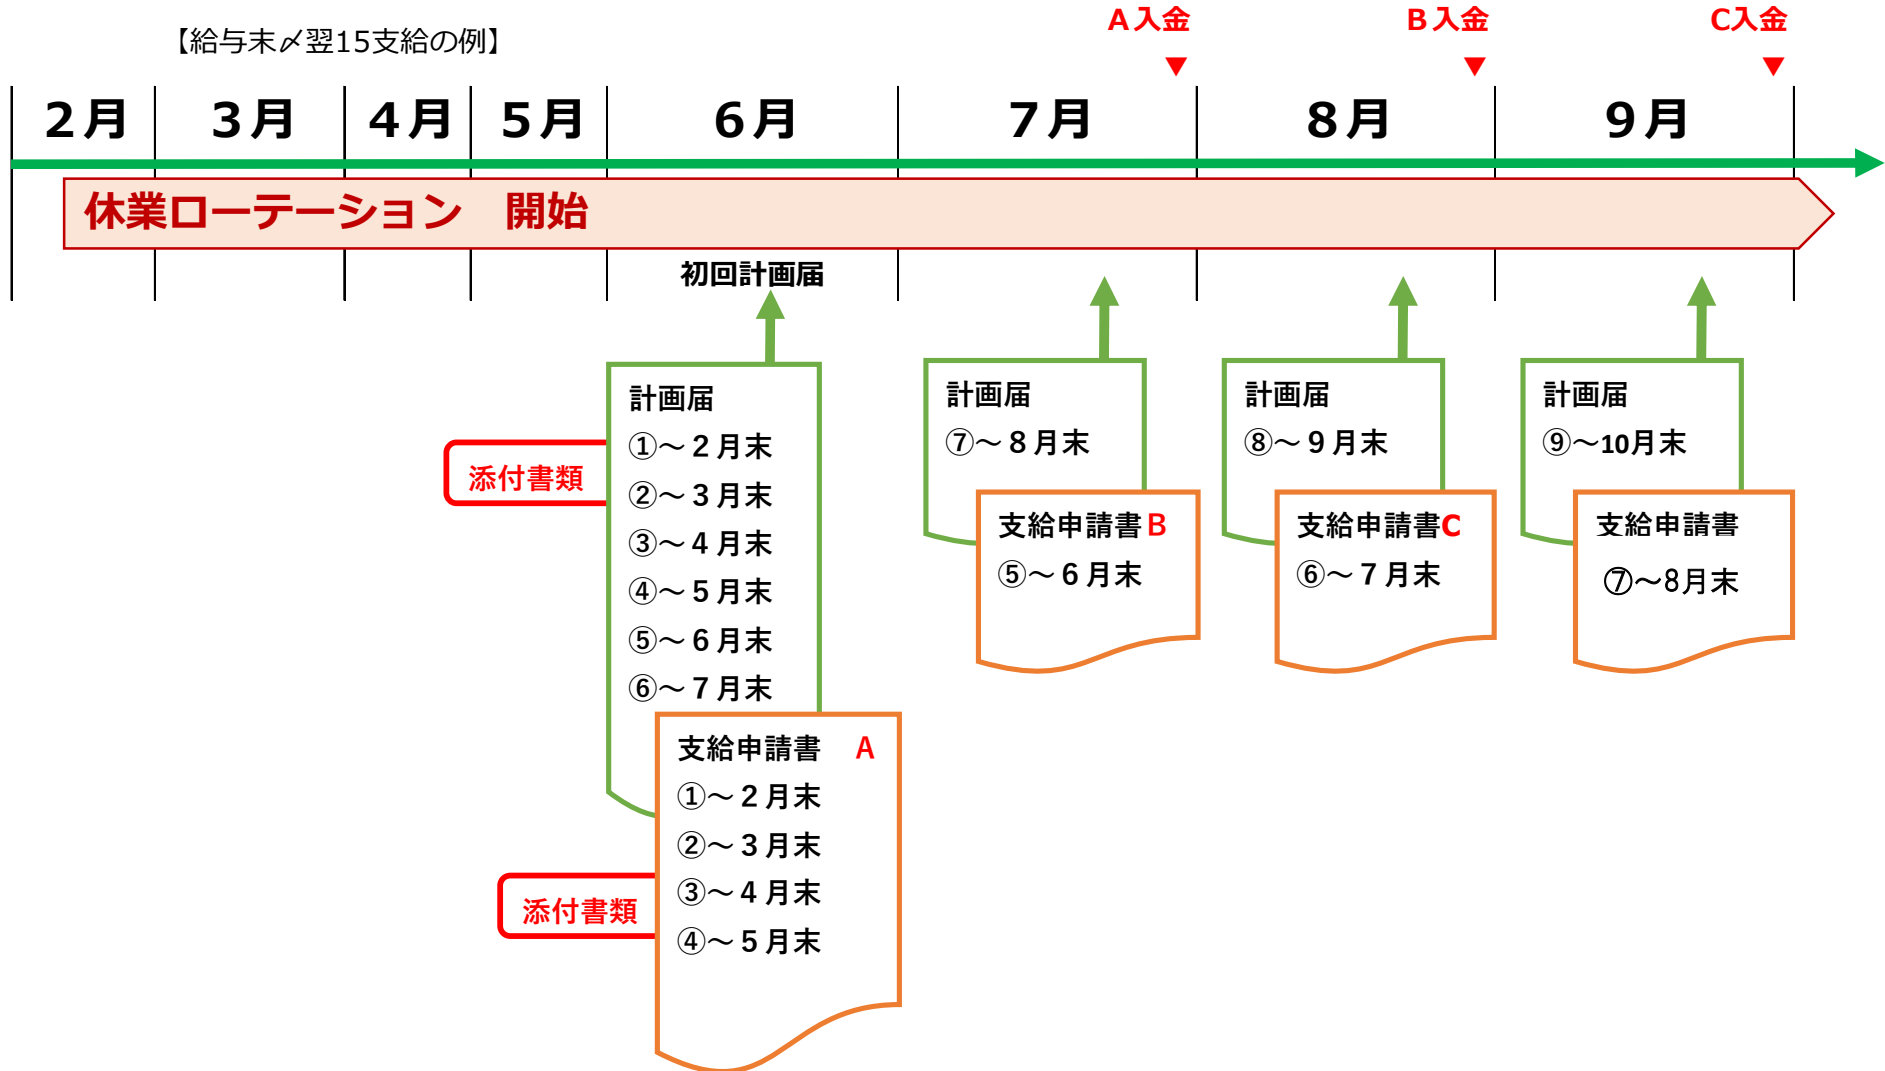 【給与末〆翌15支給の例】
A入金
B入金
C入金
2月
3月
4月
5月
6月
7月
8月
9月
休業ローテーション　開始
初回計画届
計画届
①～２月末
②～３月末
③～４月末
④～５月末
⑤～６月末
⑥～７月末
添付書類
支給申請書　A
①～２月末
②～３月末
③～４月末
④～５月末
添付書類
計画届
⑦～８月末
支給申請書B
⑤～６月末
計画届
⑧～９月末
支給申請書C
⑥～７月末
計画届
⑨～10月末
支給申請書
⑦～8月末